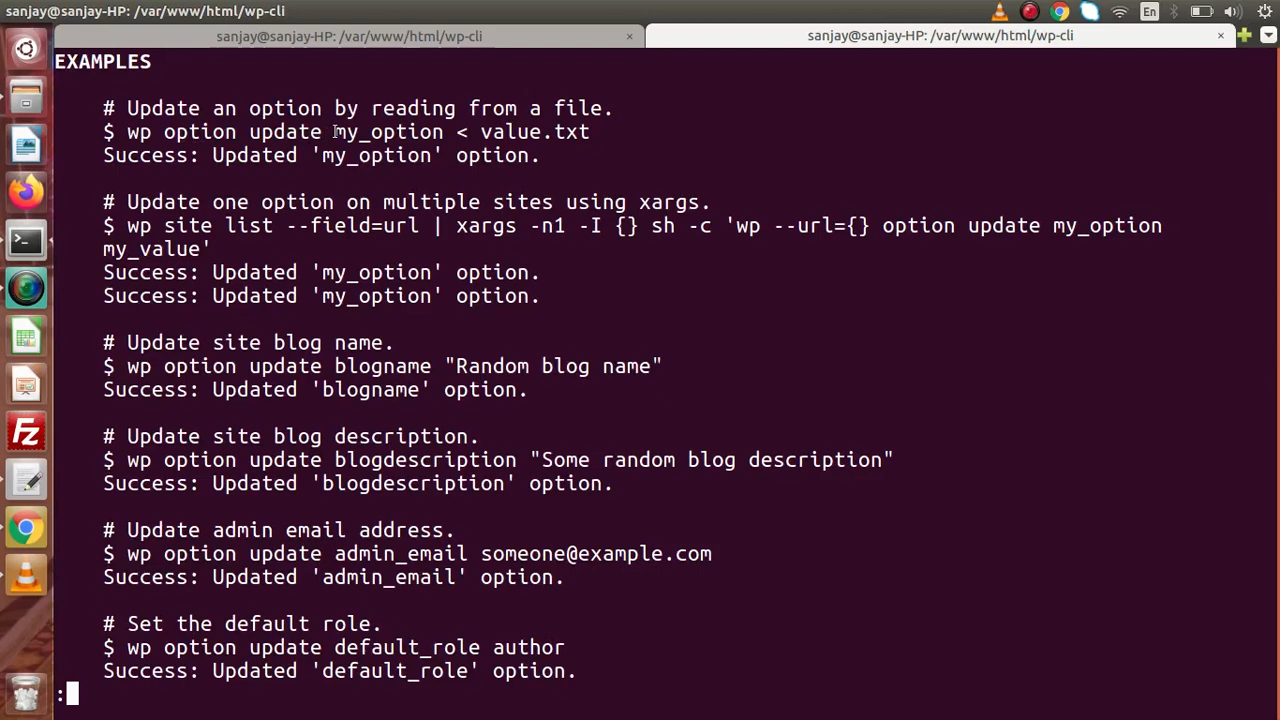 sanjay@sanjay-HP: /var/www/html/wp-cli
En
sanjay@sanjay-HP: /var/www/html/wp-cli ×
sanjay@sanjay-HP: /var/www/html/wp-cli ×
EXAMPLES
# Update an option by reading from a file.
$ wp option update my_option < value.txt
Success: Updated 'my_option' option.
# Update one option on multiple sites using xargs.
$ wp site list --field=url | xargs -n1 -I {} sh -c 'wp --url={} option update my_option
my_value'
Success: Updated 'my_option' option.
Success: Updated 'my_option' option.
# Update site blog name.
$ wp option update blogname "Random blog name"
Success: Updated 'blogname' option.
# Update site blog description.
$ wp option update blogdescription "Some random blog description"
Success: Updated 'blogdescription' option.
# Update admin email address.
$ wp option update admin_email someone@example.com
Success: Updated 'admin_email' option.
# Set the default role.
$ wp option update default_role author
Success: Updated 'default_role' option.
: